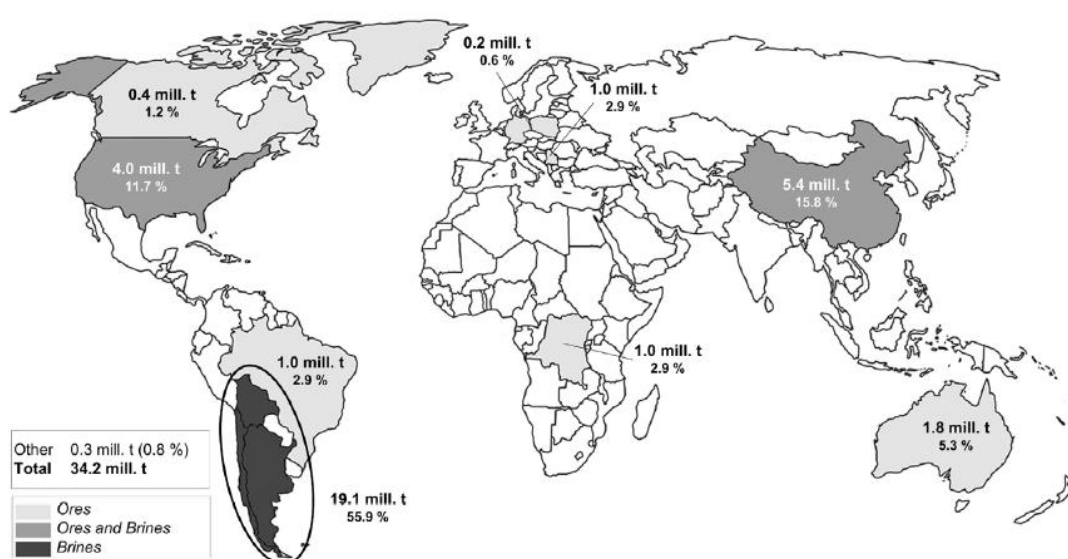 0.2 mill. t
0.6 %
1.0 mill. t
2.9 %
0.4 mill. t
1.2 %
4.0 mill. t
11.7 %
5.4 mill. t
15.8 %
1.0 mill. t
2.9 %
1.0 mill. t
2.9 %
1.8 mill. t
5.3 %
19.1 mill. t
55.9 %
Other 0.3 mill. t (0.8 %)
Total 34.2 mill. t
Ores
Ores and Brines
Brines